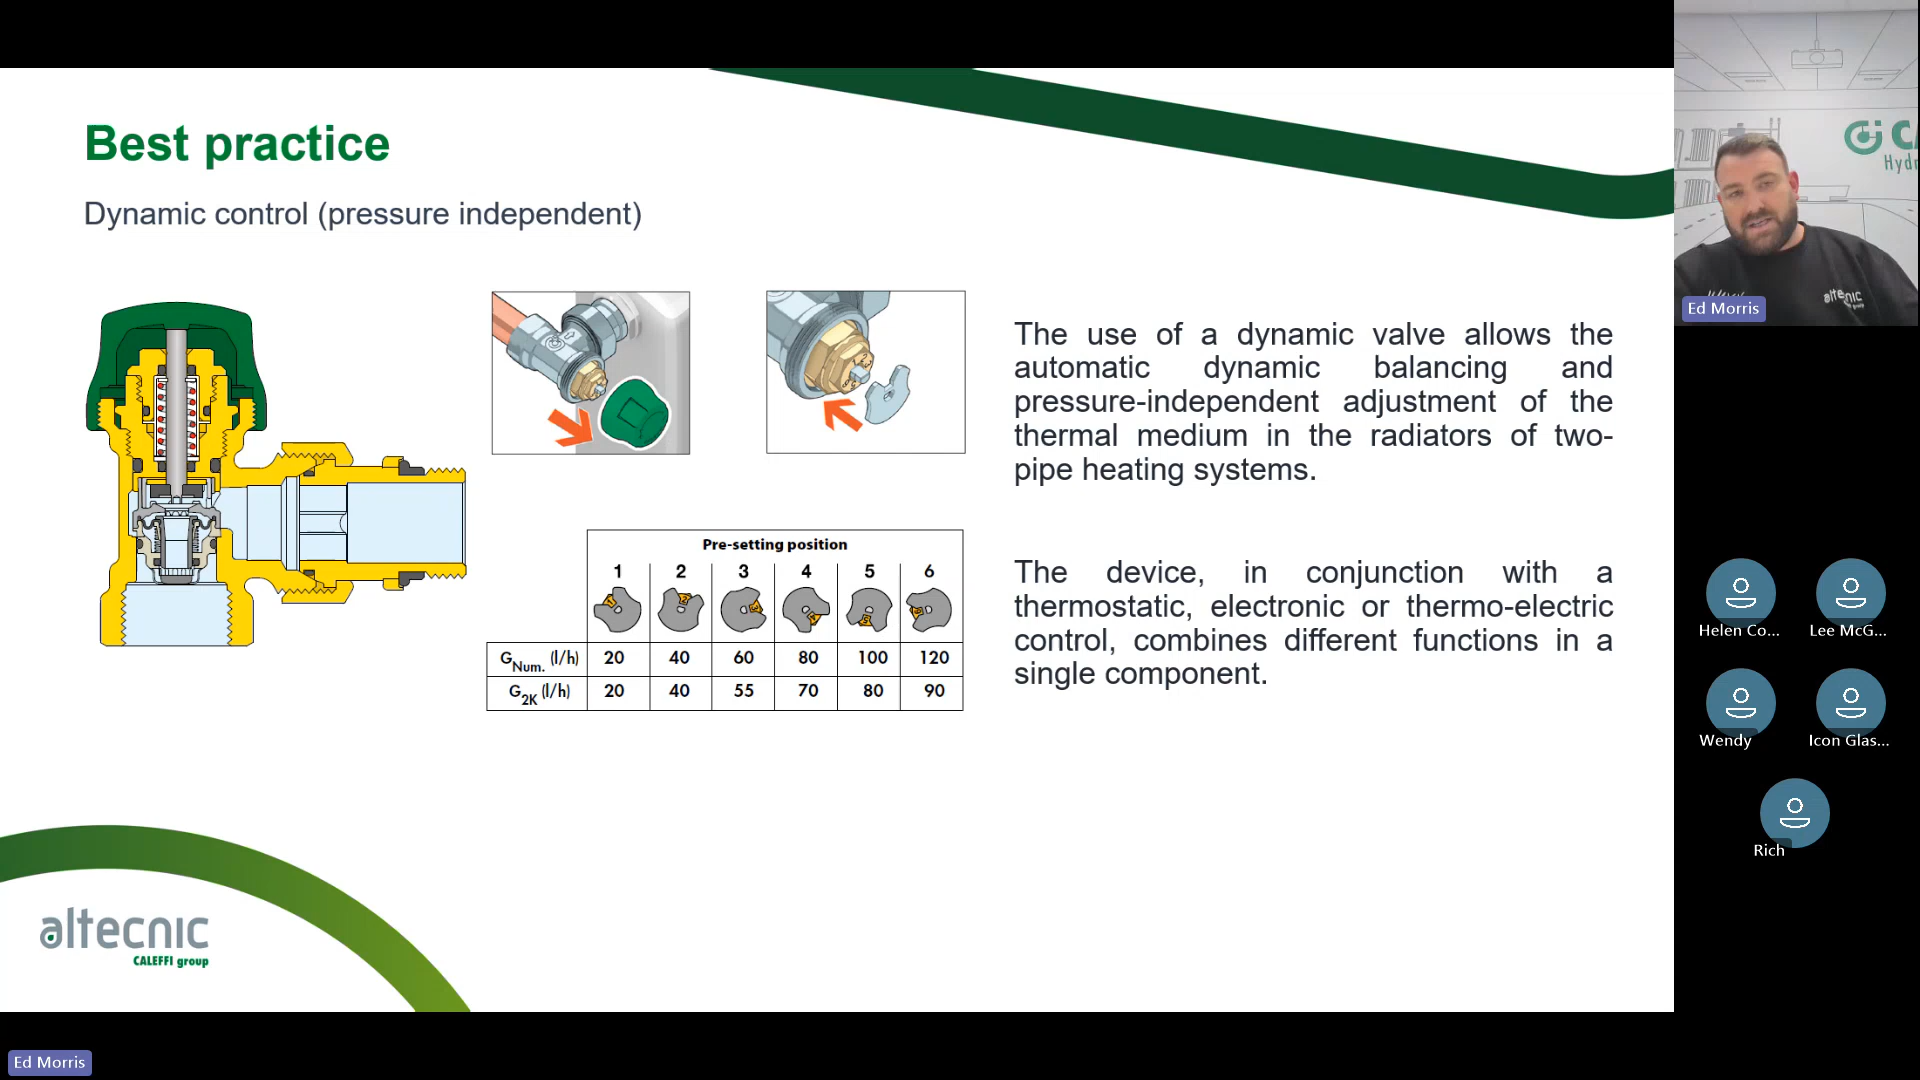 Best practice
Dynamic control (pressure independent)
The use of a dynamic valve allows the
automatic dynamic balancing and
pressure-independent adjustment of the
thermal medium in the radiators of two-
pipe heating systems.
The device, in conjunction with a
thermostatic, electronic or thermo-electric
control, combines different functions in a
single component.
Pre-setting position
1 2 3 4 5 6
G Num. (l/h) 20 40 60 80 100 120
G 2K (l/h) 20 40 55 70 80 90
altecnic
CALEFFI group
Ed Morris
CA
Hydr
altecnic
Ed Morris
Helen Co... Lee McG...
Wendy Icon Glas...
Rich